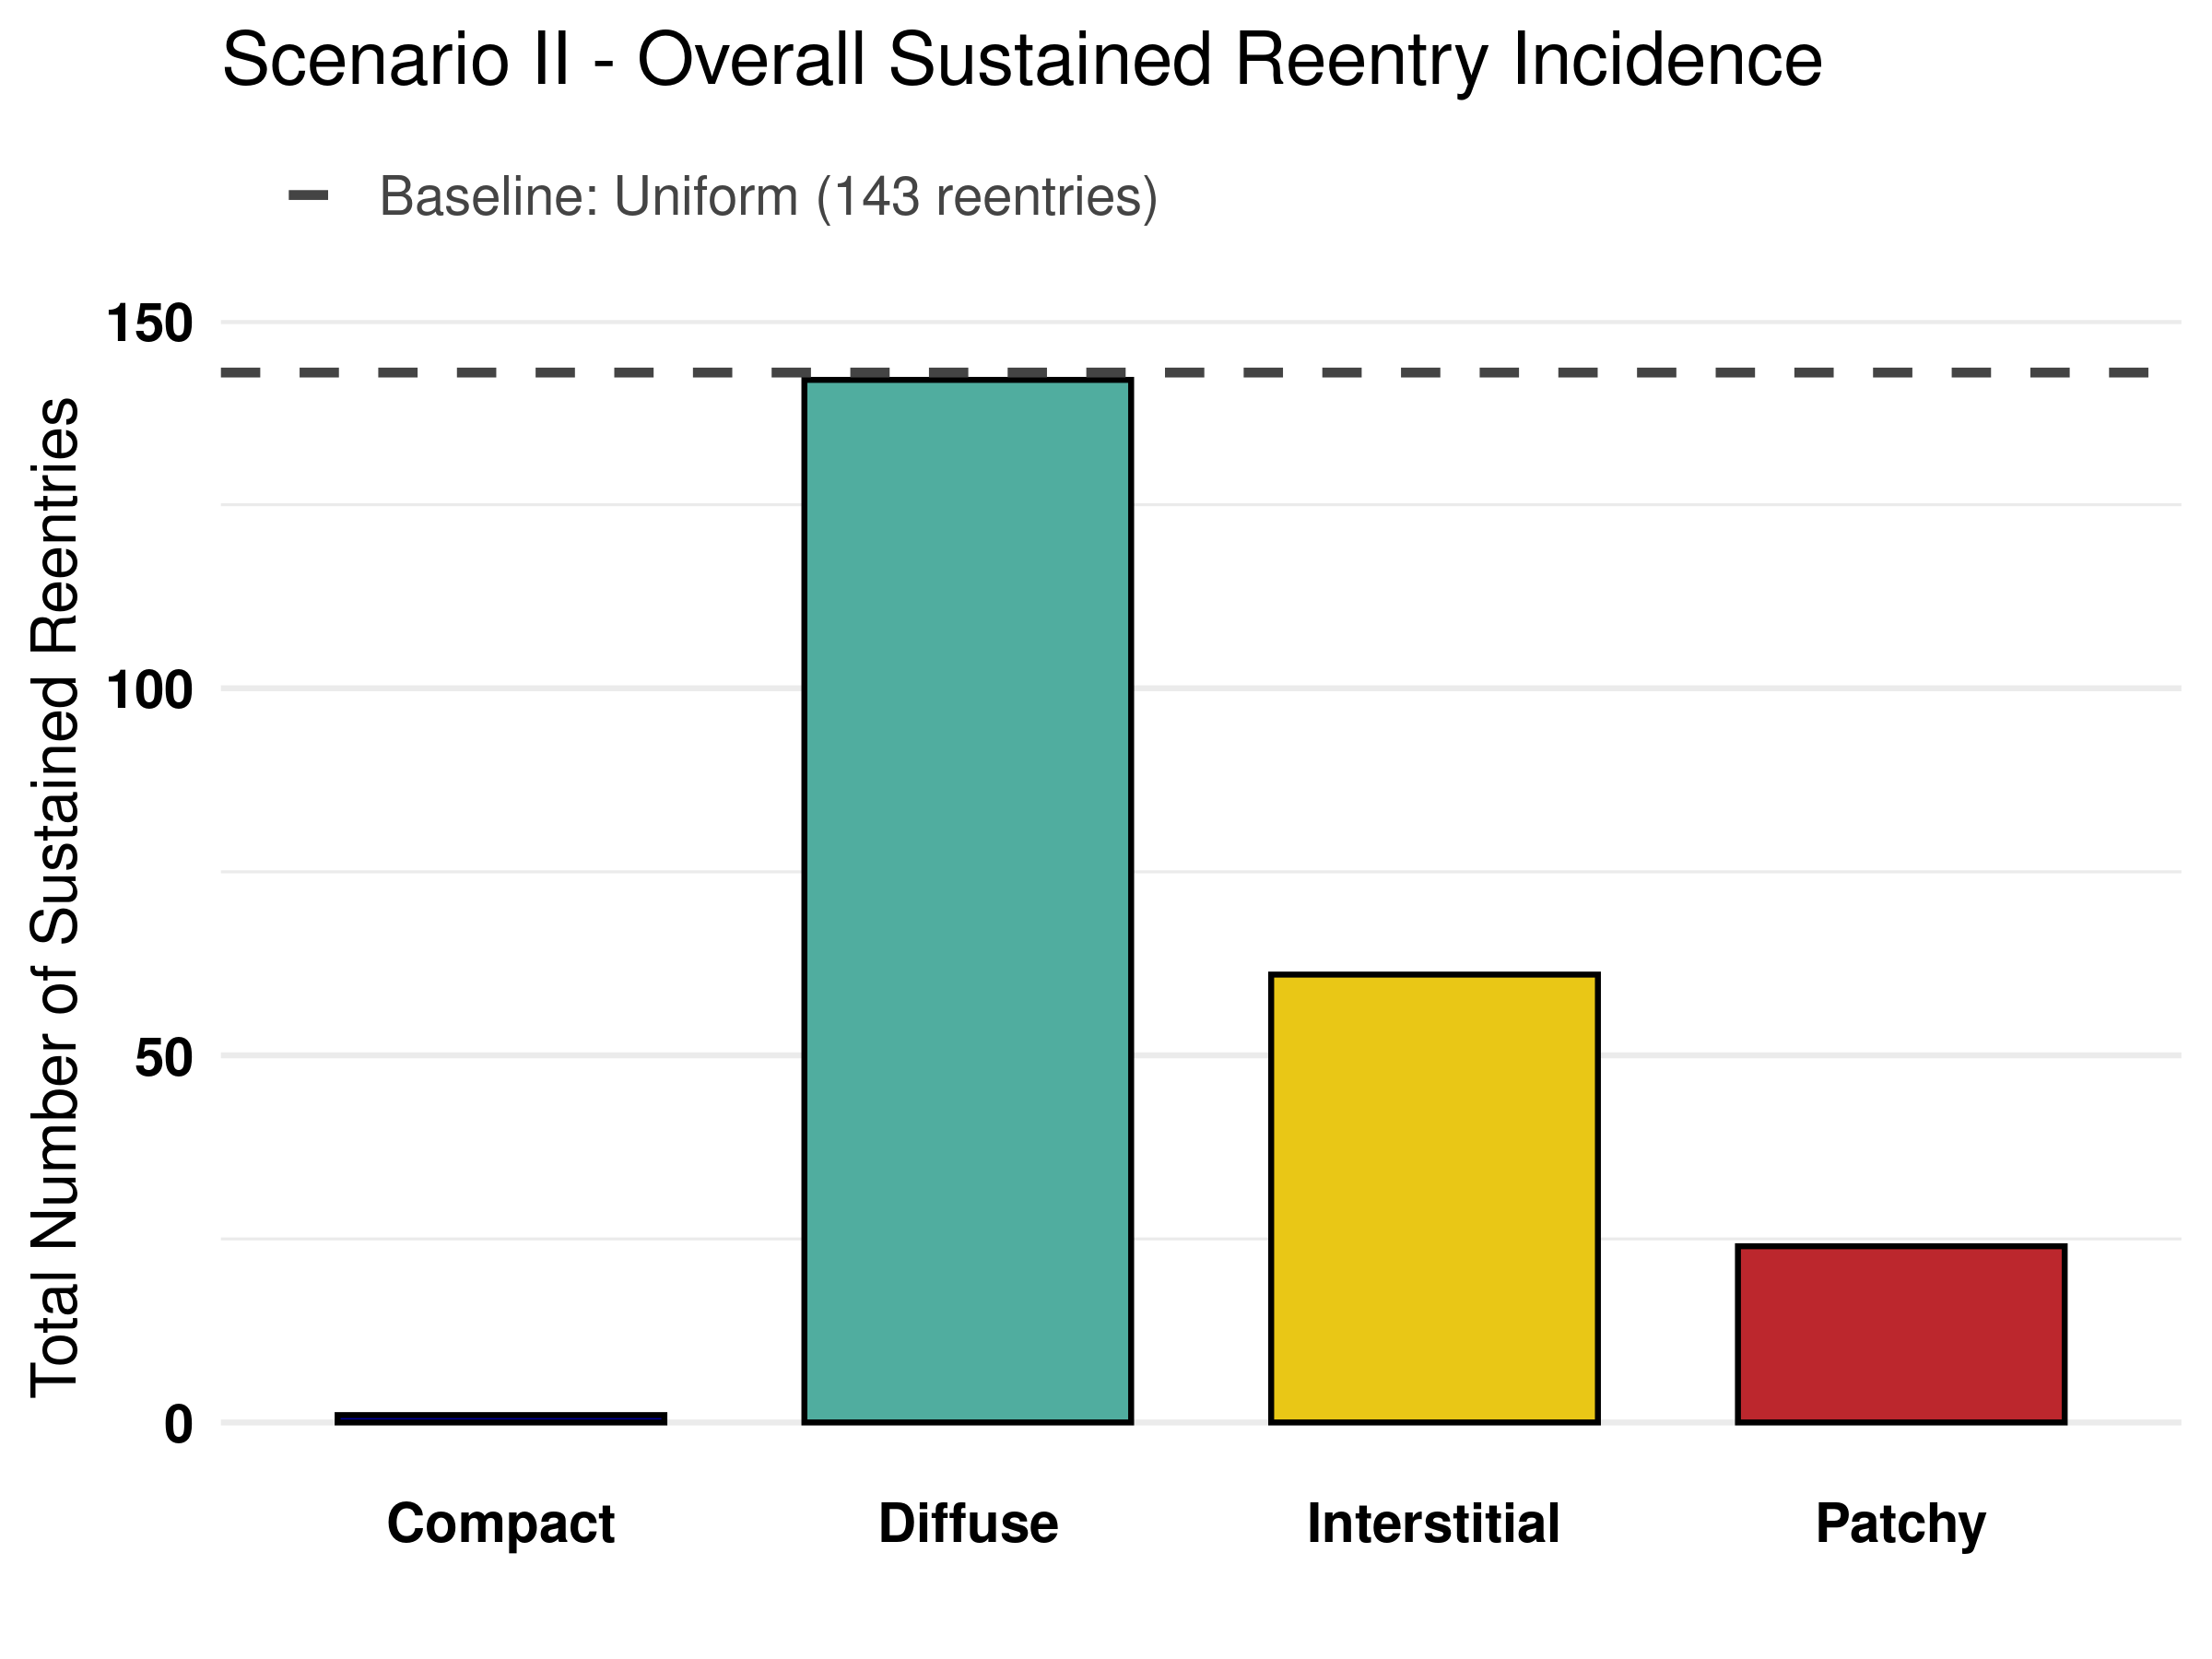 Scenario II - Overall Sustained Reentry Incidence
Baseline: Uniform (143 reentries)
Total Number of Sustained Reentries
150
100
50
0
Compact
Diffuse
Interstitial
Patchy